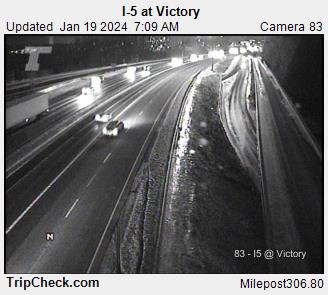 I-5 at Victory
Updated  Jan 19 2024  7:09 AM
Camera 83
T
N
83 - I5 @ Victory
TripCheck.com
Milepost306.80